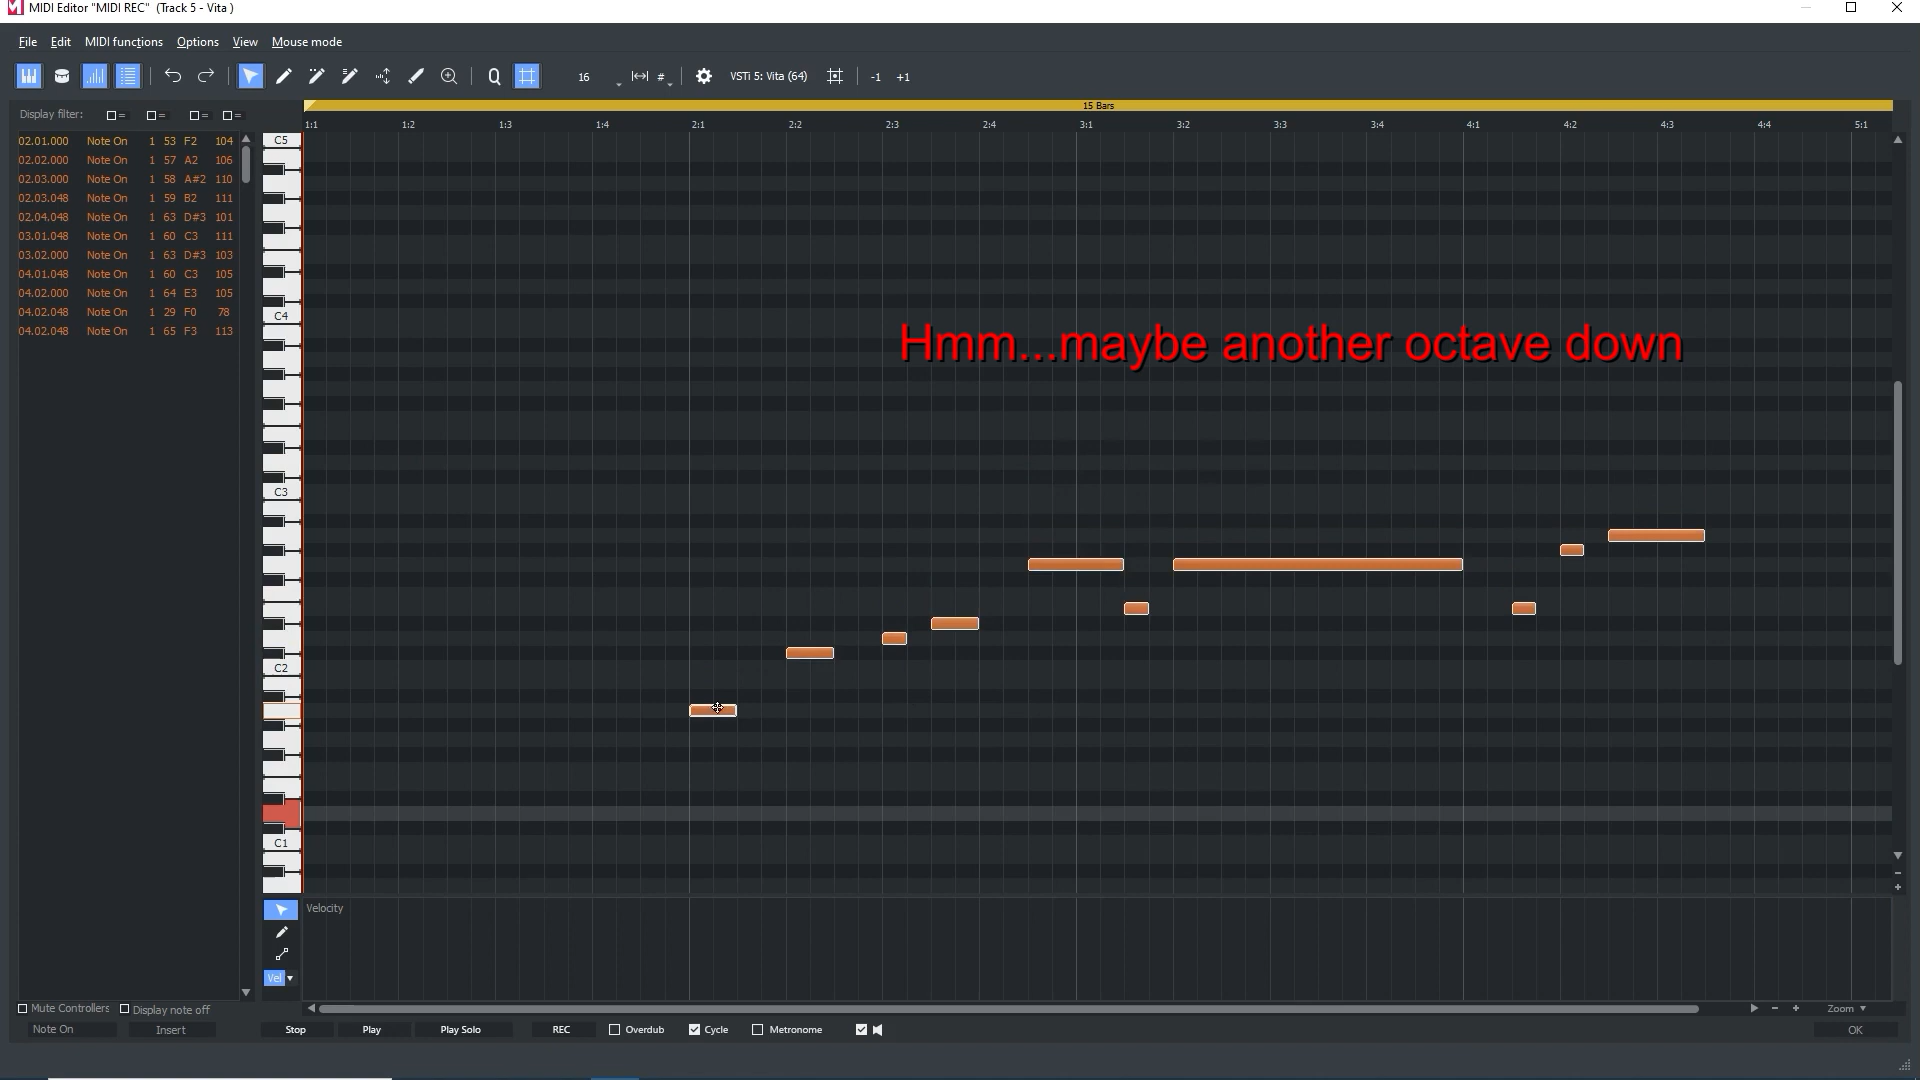 MIDI Editor "MIDI REC" (Track 5 - Vita )
File Edit MIDI functions Options View Mouse mode
Q 16 # VSTi 5: Vita (64) -1 +1
15 Bars
Display filter: = = = =
1:1 1:2 1:3 1:4 2:1 2:2 2:3 2:4 3:1 3:2 3:3 3:4 4:1 4:2 4:3 4:4 5:1
02.01.000 Note On 1 53 F2 104
02.02.000 Note On 1 57 A2 106
02.03.000 Note On 1 58 A#2 110
02.03.048 Note On 1 59 B2 111
02.04.048 Note On 1 63 D#3 101
03.01.048 Note On 1 60 C3 111
03.02.000 Note On 1 63 D#3 103
04.01.048 Note On 1 60 C3 105
04.02.000 Note On 1 64 E3 105
04.02.048 Note On 1 29 F0 78
04.02.048 Note On 1 65 F3 113
C5
C4
Hmm...maybe another octave down
C3
C2
C1
Velocity
Vel
Mute Controllers Display note off
Zoom
Note On Insert Stop Play Play Solo REC Overdub Cycle Metronome OK